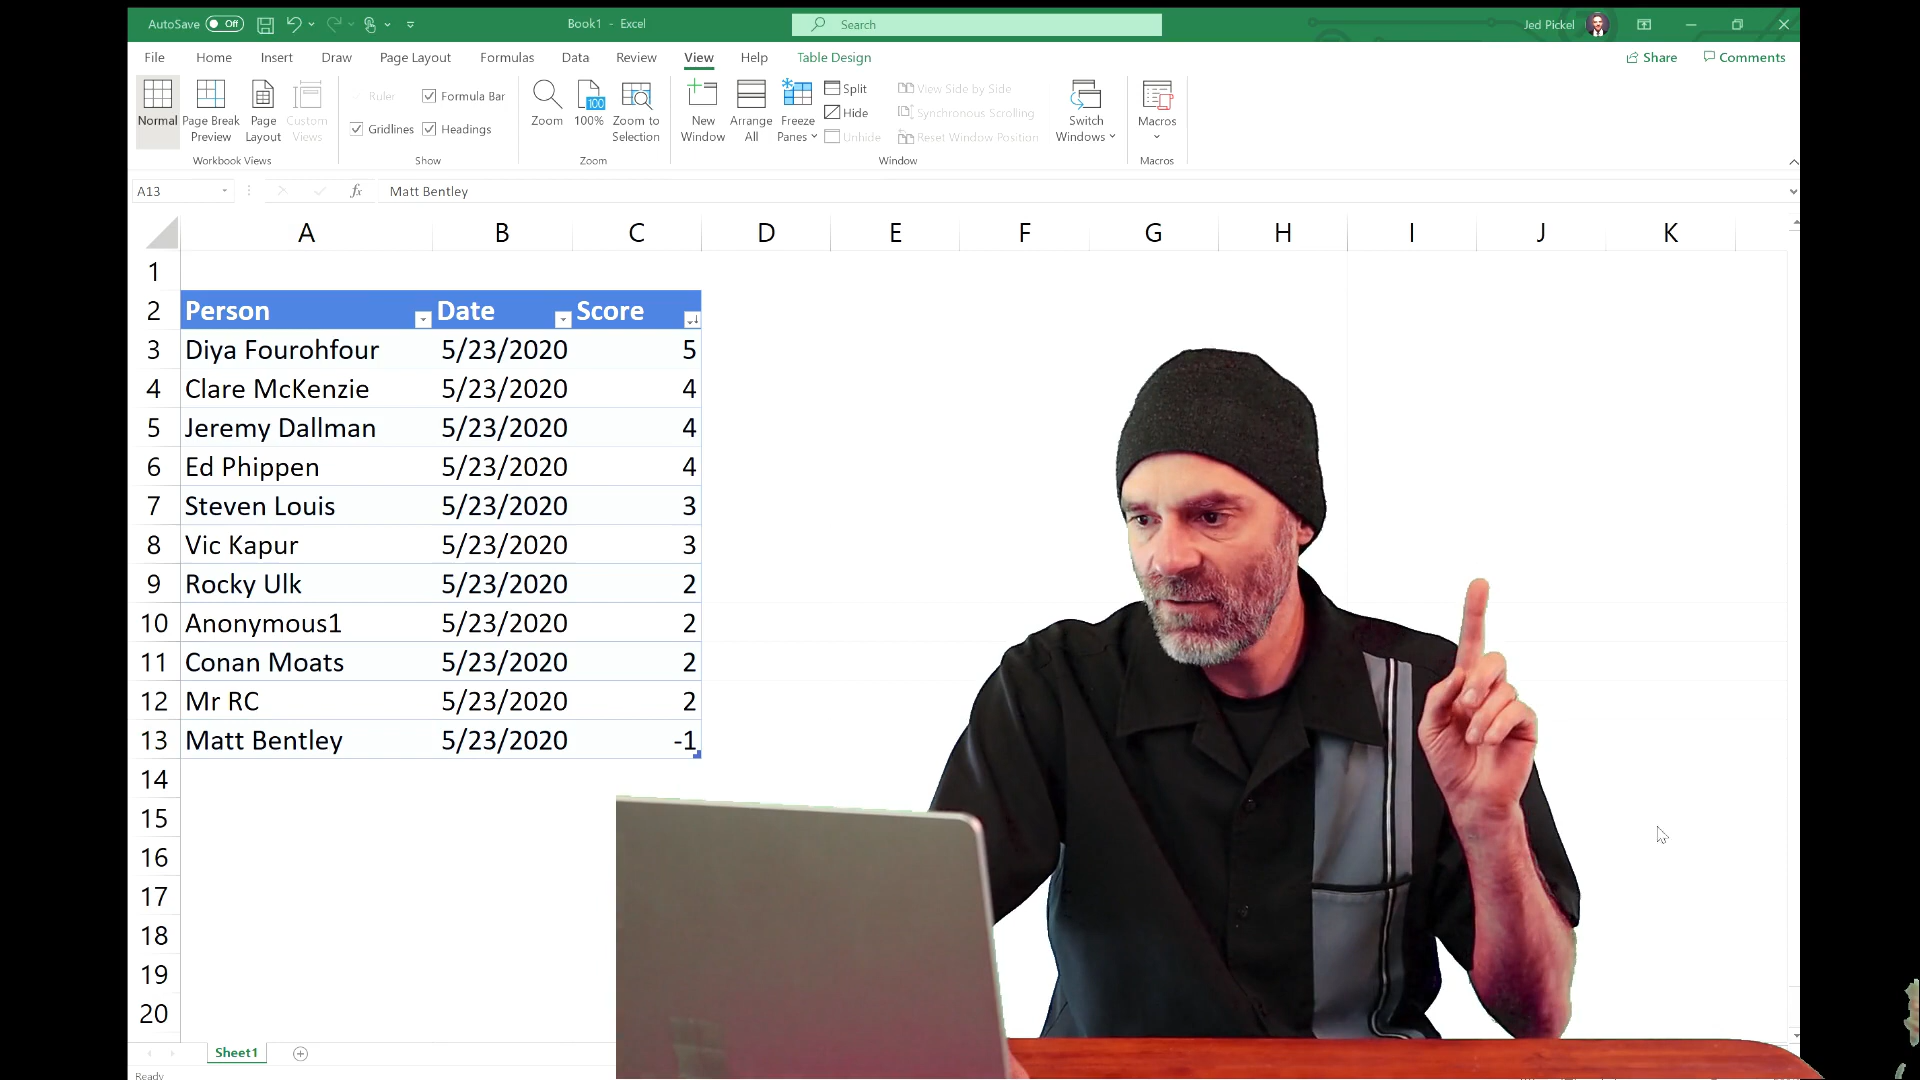 AutoSave Off Book1 - Excel Search Jed Pickel
File Home Insert Draw Page Layout Formulas Data Review View Help Table Design Share Comments
Normal
Page Break Preview
Page Layout
Custom Views
Workbook Views
Ruler Formula Bar
Gridlines Headings
Show
Zoom
100
100%
Zoom to Selection
Zoom
New Window
Arrange All
Freeze Panes
Split
Hide
Unhide
View Side by Side
Synchronous Scrolling
Reset Window Position
Window
Switch Windows
Macros
Macros
A13 fx Matt Bentley
A B C D E F G H I J K
1
2 Person Date Score
3 Diya Fourohfour 5/23/2020 5
4 Clare McKenzie 5/23/2020 4
5 Jeremy Dallman 5/23/2020 4
6 Ed Phippen 5/23/2020 4
7 Steven Louis 5/23/2020 3
8 Vic Kapur 5/23/2020 3
9 Rocky Ulk 5/23/2020 2
10 Anonymous1 5/23/2020 2
11 Conan Moats 5/23/2020 2
12 Mr RC 5/23/2020 2
13 Matt Bentley 5/23/2020 -1
14
15
16
17
18
19
20
Sheet1
Ready